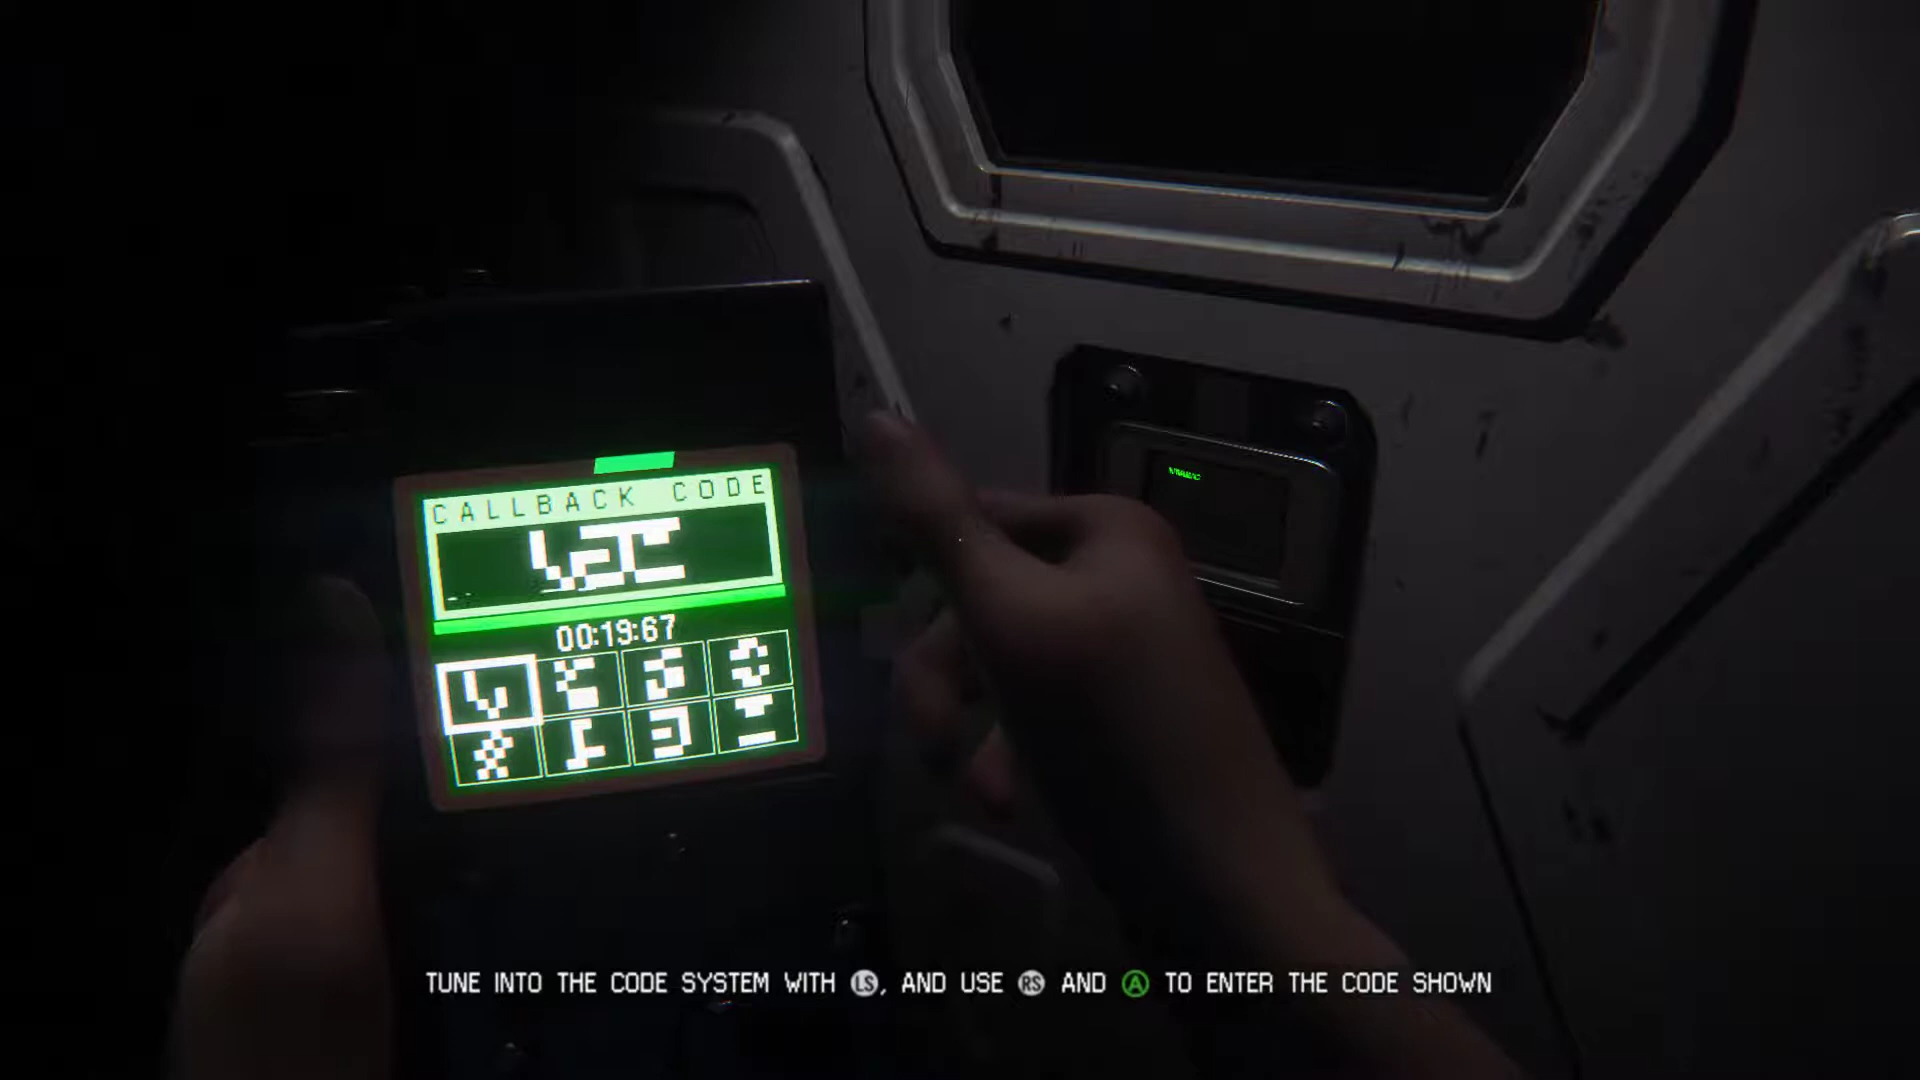 CALLBACK CODE
00:19:67
TUNE INTO THE CODE SYSTEM WITH LS, AND USE RS AND A TO ENTER THE CODE SHOWN